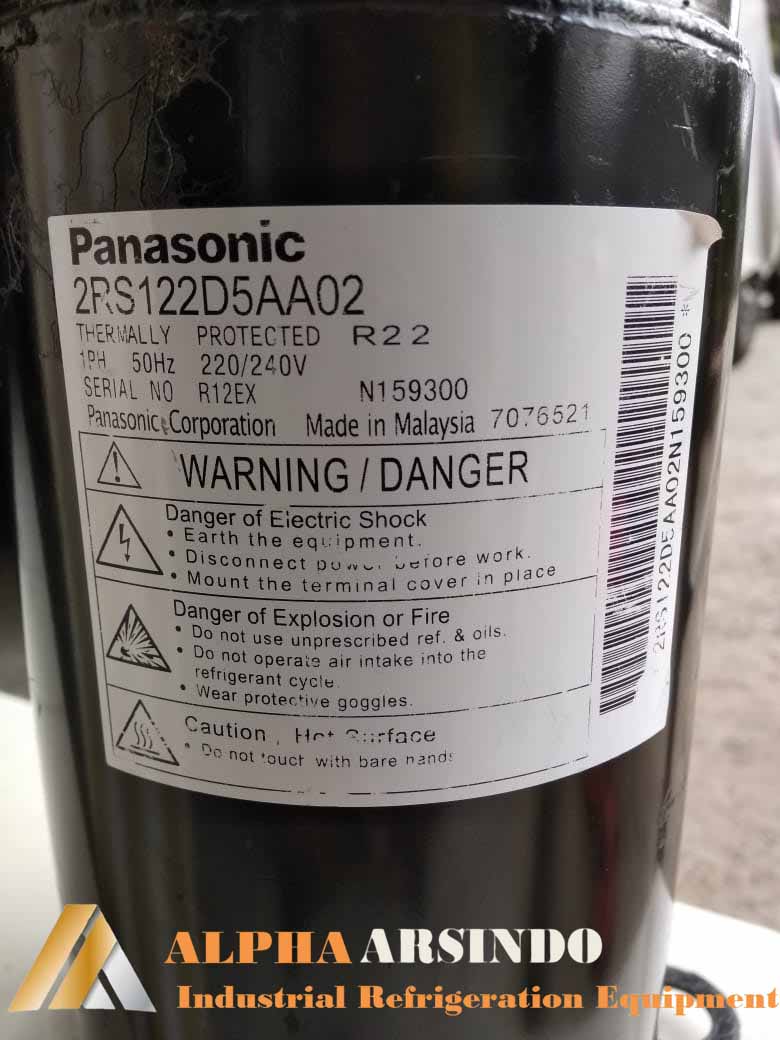 Panasonic
2RS122D5AA02
THERMALLY PROTECTED R22
1PH 50Hz 220/240V
SERIAL NO R12EX N159300
Panasonic Corporation Made in Malaysia 7076521
WARNING / DANGER
Danger of Electric Shock
• Earth the equipment.
• Disconnect power before work.
• Mount the terminal cover in place
Danger of Explosion or Fire
• Do not use unprescribed ref. & oils.
• Do not operate air intake into the
refrigerant cycle.
• Wear protective goggles.
Caution, Hot Surface
• Do not touch with bare hands
2RS122D5AA02N159300 *
ALPHA ARSINDO
Industrial Refrigeration Equipment